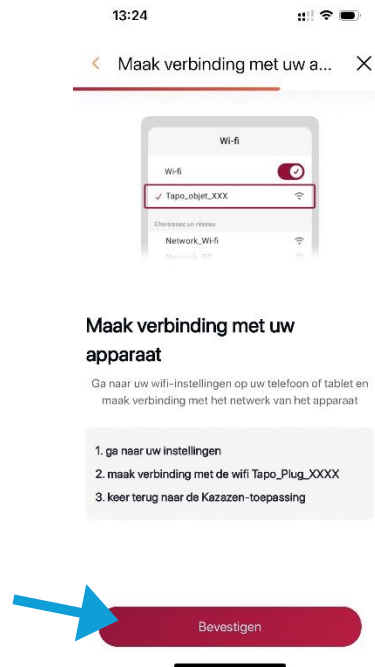 13:24
Maak verbinding met uw a...
Wi-fi
Wi-fi
Tapo_objet_XXX
Choisissez un réseau
Network_Wi-fi
Network_5G
Maak verbinding met uw
apparaat
Ga naar uw wifi-instellingen op uw telefoon of tablet en
maak verbinding met het netwerk van het apparaat
1. ga naar uw instellingen
2. maak verbinding met de wifi Tapo_Plug_XXXX
3. keer terug naar de Kazazen-toepassing
Bevestigen